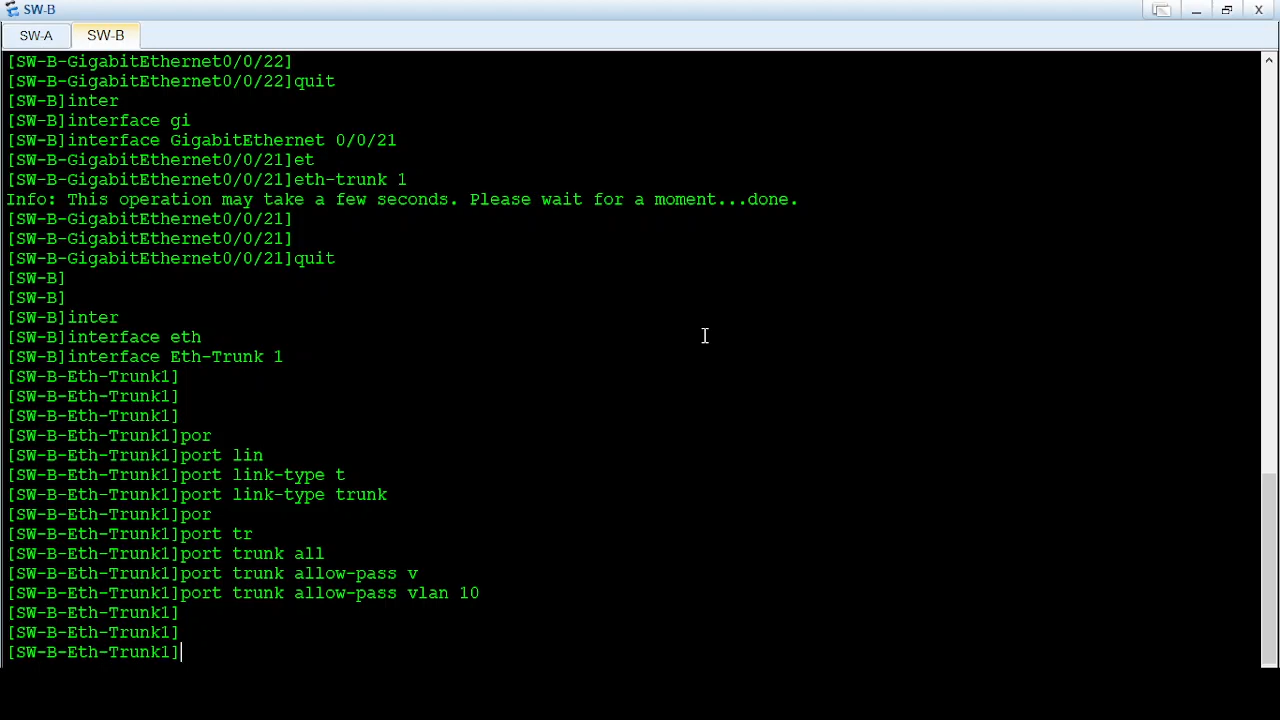 SW-B
SW-A
SW-B
[SW-B-GigabitEthernet0/0/22]
[SW-B-GigabitEthernet0/0/22]quit
[SW-B]inter
[SW-B]interface gi
[SW-B]interface GigabitEthernet 0/0/21
[SW-B-GigabitEthernet0/0/21]et
[SW-B-GigabitEthernet0/0/21]eth-trunk 1
Info: This operation may take a few seconds. Please wait for a moment...done.
[SW-B-GigabitEthernet0/0/21]
[SW-B-GigabitEthernet0/0/21]
[SW-B-GigabitEthernet0/0/21]quit
[SW-B]
[SW-B]
[SW-B]inter
[SW-B]interface eth
[SW-B]interface Eth-Trunk 1
[SW-B-Eth-Trunk1]
[SW-B-Eth-Trunk1]
[SW-B-Eth-Trunk1]
[SW-B-Eth-Trunk1]por
[SW-B-Eth-Trunk1]port lin
[SW-B-Eth-Trunk1]port link-type t
[SW-B-Eth-Trunk1]port link-type trunk
[SW-B-Eth-Trunk1]por
[SW-B-Eth-Trunk1]port tr
[SW-B-Eth-Trunk1]port trunk all
[SW-B-Eth-Trunk1]port trunk allow-pass v
[SW-B-Eth-Trunk1]port trunk allow-pass vlan 10
[SW-B-Eth-Trunk1]
[SW-B-Eth-Trunk1]
[SW-B-Eth-Trunk1]